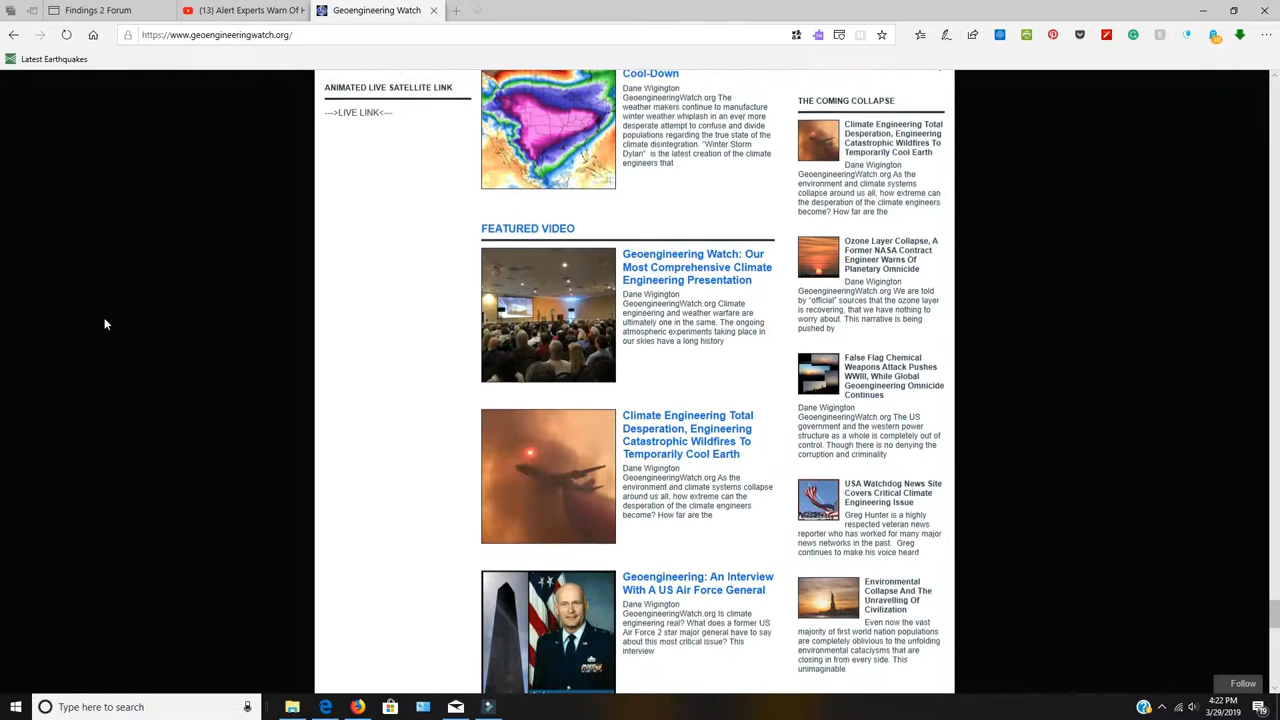 Findings 2 Forum
(13) Alert Experts Warn Of H
Geoengineering Watch
https://www.geoengineeringwatch.org/
Latest Earthquakes
ANIMATED LIVE SATELLITE LINK
--->LIVE LINK<---
Cool-Down
Dane Wigington
GeoengineeringWatch.org The
weather makers continue to manufacture
winter weather whiplash in an ever more
desperate attempt to confuse and divide
populations regarding the true state of the
climate disintegration. “Winter Storm
Dylan” is the latest creation of the climate
engineers that
FEATURED VIDEO
Geoengineering Watch: Our
Most Comprehensive Climate
Engineering Presentation
Dane Wigington
GeoengineeringWatch.org Climate
engineering and weather warfare are
ultimately one in the same. The ongoing
atmospheric experiments taking place in
our skies have a long history
Climate Engineering Total
Desperation, Engineering
Catastrophic Wildfires To
Temporarily Cool Earth
Dane Wigington
GeoengineeringWatch.org As the
environment and climate systems collapse
around us all, how extreme can the
desperation of the climate engineers
become? How far are the
Geoengineering: An Interview
With A US Air Force General
Dane Wigington
GeoengineeringWatch.org Is climate
engineering real? What does a former US
Air Force 2 star major general have to say
about this most critical issue? This
interview
THE COMING COLLAPSE
Climate Engineering Total
Desperation, Engineering
Catastrophic Wildfires To
Temporarily Cool Earth
Dane Wigington
GeoengineeringWatch.org As the
environment and climate systems
collapse around us all, how extreme can
the desperation of the climate engineers
become? How far are the
Ozone Layer Collapse, A
Former NASA Contract
Engineer Warns Of
Planetary Omnicide
Dane Wigington
GeoengineeringWatch.org We are told
by “official” sources that the ozone layer
is recovering, that we have nothing to
worry about. This narrative is being
pushed by
False Flag Chemical
Weapons Attack Pushes
WWIII, While Global
Geoengineering Omnicide
Continues
Dane Wigington
GeoengineeringWatch.org The US
government and the western power
structure as a whole is completely out of
control. Though there is no denying the
corruption and criminality
USA Watchdog News Site
Covers Critical Climate
Engineering Issue
Greg Hunter is a highly
respected veteran news
reporter who has worked for many major
news networks in the past. Greg
continues to make his voice heard
Environmental
Collapse And The
Unravelling Of
Civilization
Even now the vast
majority of first world nation populations
are completely oblivious to the unfolding
environmental cataclysms that are
closing in from every side. This
unimaginable
Follow
Type here to search
4:22 PM
3/29/2019